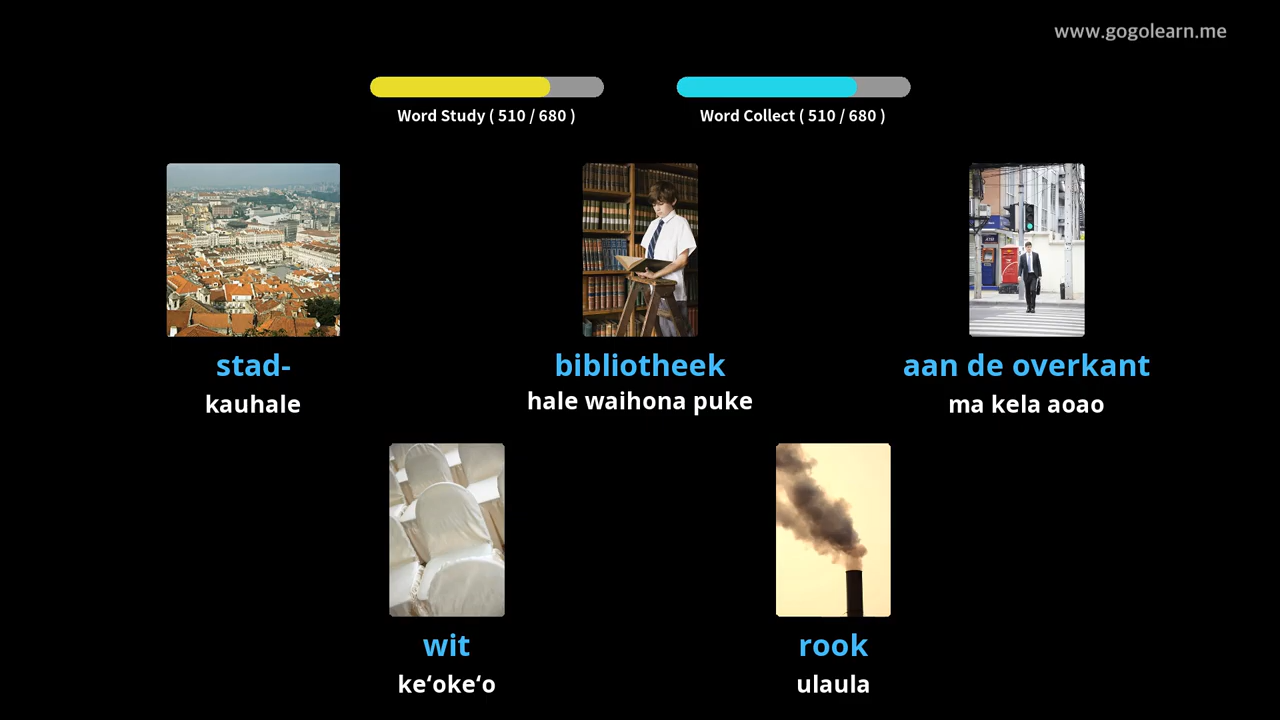 www.gogolearn.me
Word Study ( 510 / 680 )
Word Collect ( 510 / 680 )
stad-
kauhale
bibliotheek
hale waihona puke
aan de overkant
ma kela aoao
wit
keʻokeʻo
rook
ulaula